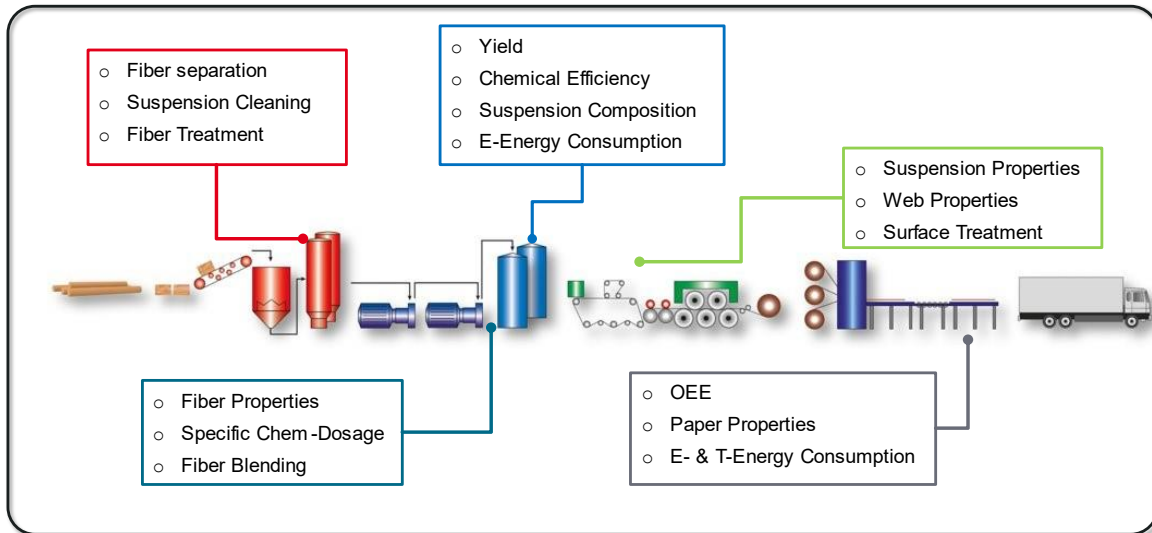 ○ Fiber separation
○ Suspension Cleaning
○ Fiber Treatment
○ Yield
○ Chemical Efficiency
○ Suspension Composition
○ E-Energy Consumption
○ Suspension Properties
○ Web Properties
○ Surface Treatment
○ Fiber Properties
○ Specific Chem-Dosage
○ Fiber Blending
○ OEE
○ Paper Properties
○ E- & T-Energy Consumption